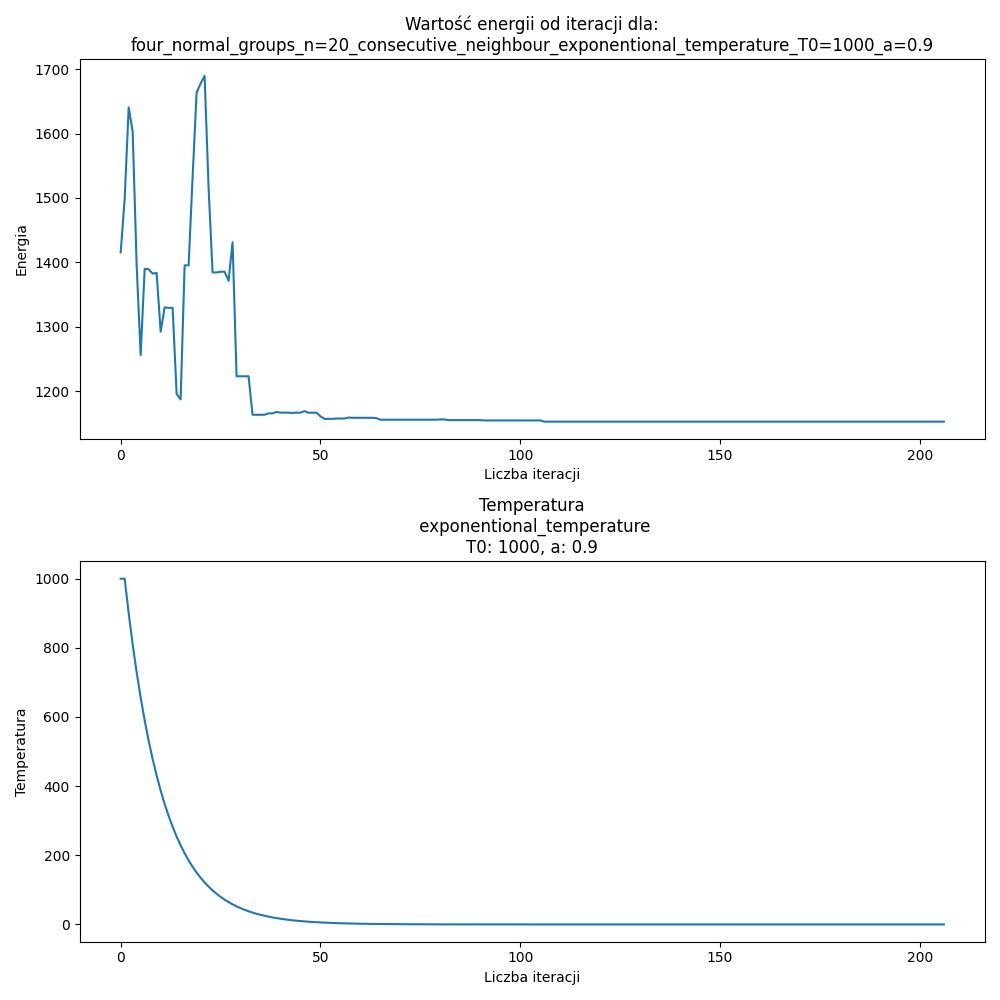 Wartość energii od iteracji dla:
four_normal_groups_n=20_consecutive_neighbour_exponentional_temperature_T0=1000_a=0.9
1700
1600
1500
1400
1300
1200
Energia
0 50 100 150 200
Liczba iteracji
Temperatura
exponentional_temperature
T0: 1000, a: 0.9
1000
800
600
400
200
0
Temperatura
0 50 100 150 200
Liczba iteracji